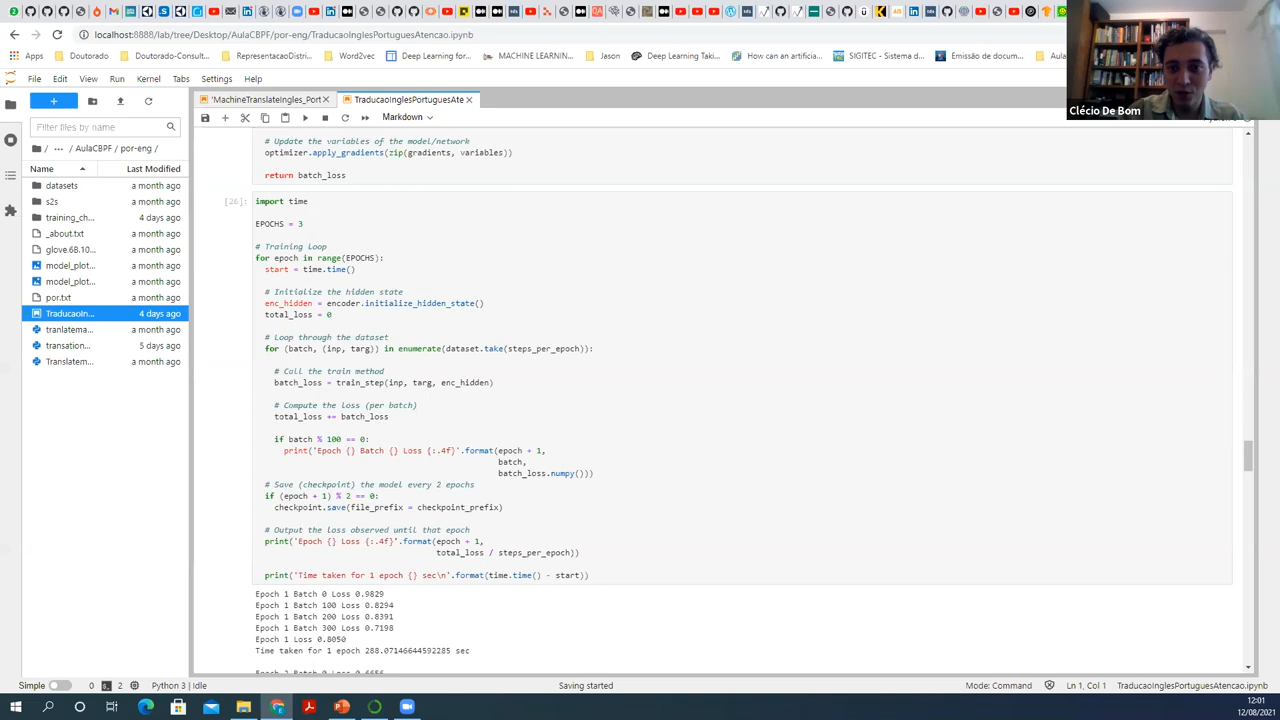 localhost:8888/lab/tree/Desktop/AulaCBPF/por-eng/TraducaoInglesPortuguesAtencao.ipynb
Apps
Doutorado
Doutorado-Consult...
RepresentacaoDistri...
Word2vec
Deep Learning for...
MACHINE LEARNIN...
Jason
Deep Learning Takin...
How can an artificia...
SIGITEC - Sistema d...
Emissão de docum...
Clécio De Bom
File Edit View Run Kernel Tabs Settings Help
'MachineTranslateIngles_Port
TraducaoInglesPortuguesAte
Markdown
Filter files by name
/ ··· / AulaCBPF / por-eng /
Name
Last Modified
datasets a month ago
s2s a month ago
training_ch... 4 days ago
_about.txt a month ago
glove.6B.10... a month ago
model_plot... a month ago
model_plot... a month ago
por.txt a month ago
TraducaoIn... 4 days ago
tranlatema... a month ago
transation... 5 days ago
Translatem... a month ago
# Update the variables of the model/network
optimizer.apply_gradients(zip(gradients, variables))
return batch_loss
[26]:
import time
EPOCHS = 3
# Training Loop
for epoch in range(EPOCHS):
start = time.time()
# Initialize the hidden state
enc_hidden = encoder.initialize_hidden_state()
total_loss = 0
# Loop through the dataset
for (batch, (inp, targ)) in enumerate(dataset.take(steps_per_epoch)):
# Call the train method
batch_loss = train_step(inp, targ, enc_hidden)
# Compute the Loss (per batch)
total_loss += batch_loss
if batch % 100 == 0:
print('Epoch {} Batch {} Loss {:.4f}'.format(epoch + 1,
batch,
batch_loss.numpy()))
# Save (checkpoint) the model every 2 epochs
if (epoch + 1) % 2 == 0:
checkpoint.save(file_prefix = checkpoint_prefix)
# Output the loss observed until that epoch
print('Epoch {} Loss {:.4f}'.format(epoch + 1,
total_loss / steps_per_epoch))
print('Time taken for 1 epoch {} sec\n'.format(time.time() - start))
Epoch 1 Batch 0 Loss 0.9829
Epoch 1 Batch 100 Loss 0.8294
Epoch 1 Batch 200 Loss 0.8391
Epoch 1 Batch 300 Loss 0.7198
Epoch 1 Loss 0.8050
Time taken for 1 epoch 288.07146644592285 sec
Simple
0
2
Python 3 | Idle
Saving started
Mode: Command
Ln 1, Col 1
TraducaoInglesPortuguesAtencao.ipynb
12:01
12/08/2021